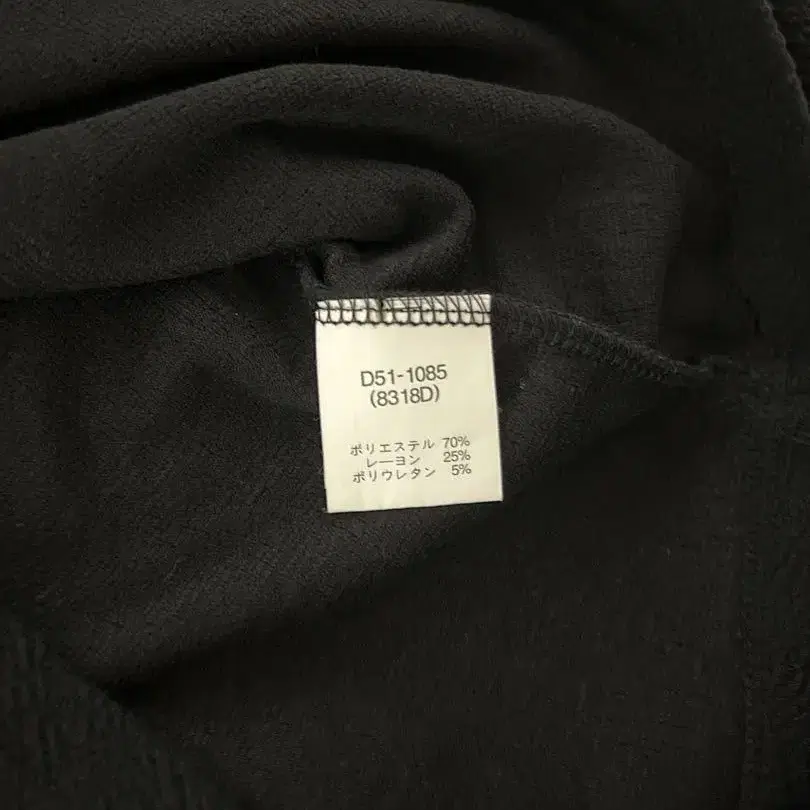 D51-1085
(8318D)
ポリエステル 70%
レーヨン 25%
ポリウレタン 5%